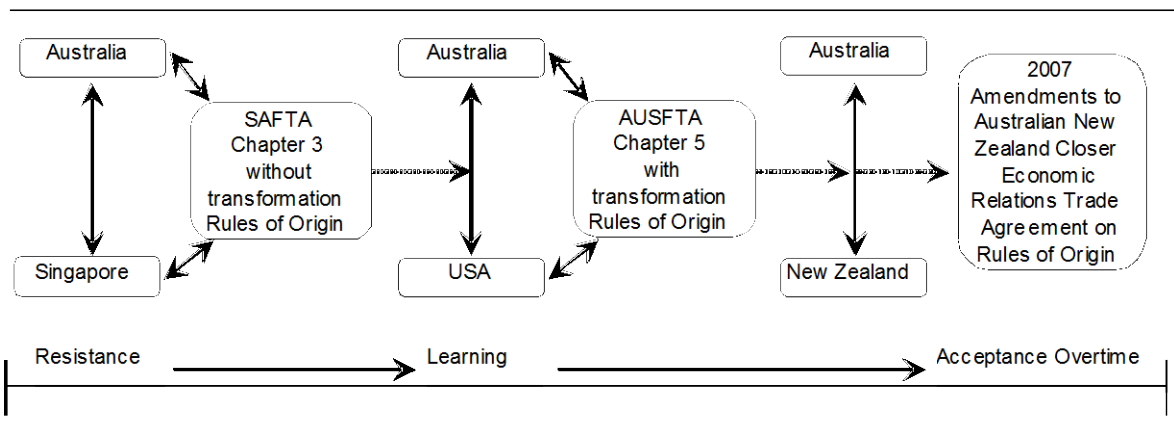 Australia
Singapore
SAFTA
Chapter 3
without
transformation
Rules of Origin
Australia
USA
AUSFTA
Chapter 5
with
transformation
Rules of Origin
Australia
New Zealand
2007
Amendments to
Australian New
Zealand Closer
Economic
Relations Trade
Agreement on
Rules of Origin
Resistance
Learning
Acceptance Overtime